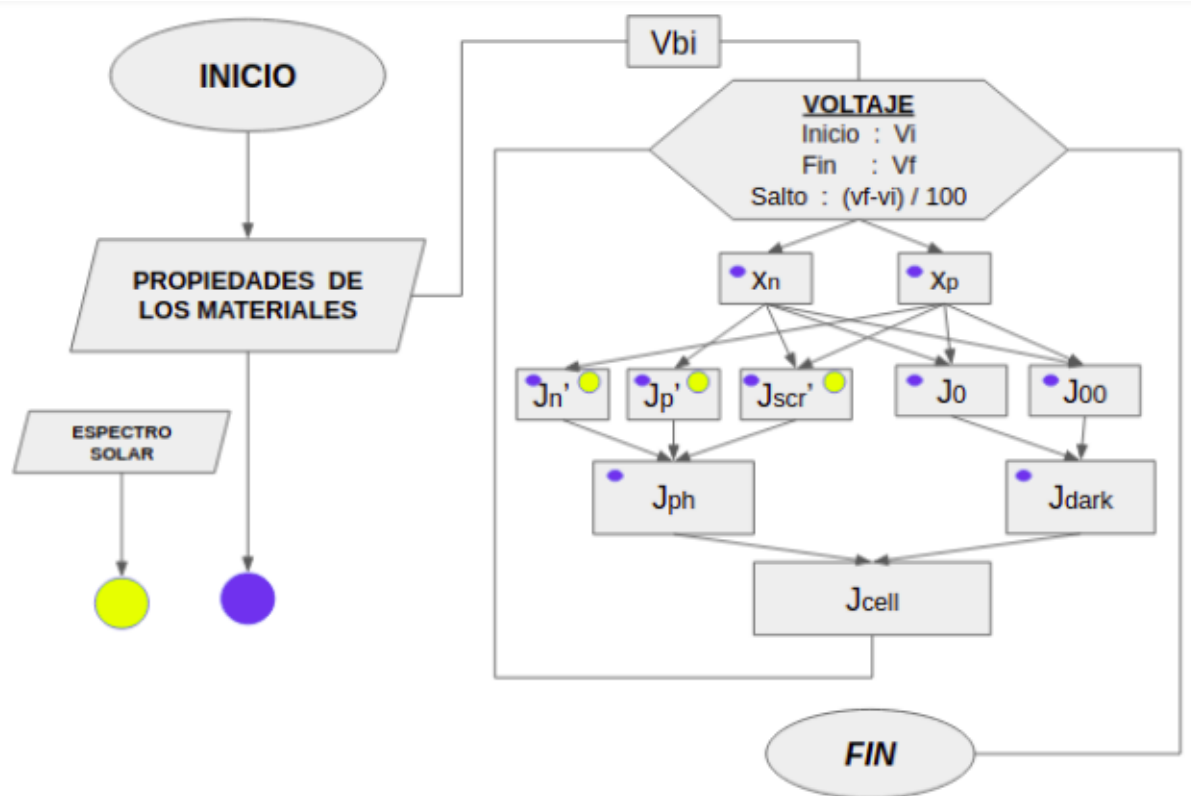 INICIO
Vbi
VOLTAJE
Inicio : Vi
Fin : Vf
Salto : (vf-vi) / 100
PROPIEDADES DE
LOS MATERIALES
xn
xp
Jn’
Jp’
Jscr’
J0
J00
ESPECTRO
SOLAR
Jph
Jdark
Jcell
FIN